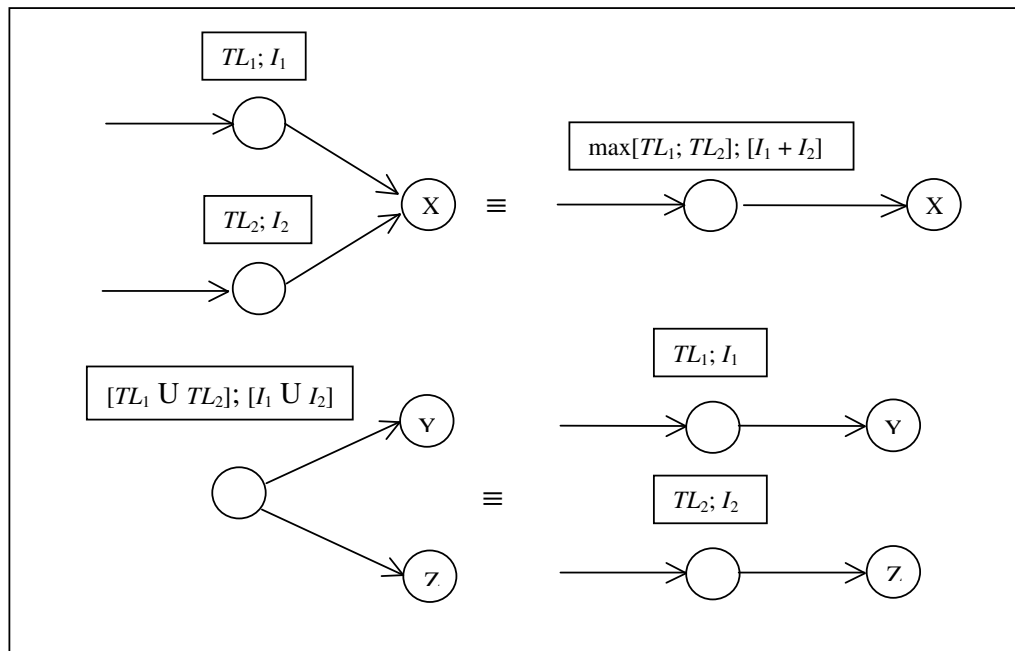 TL₁; I₁
TL₂; I₂
X
≡
max[TL₁; TL₂]; [I₁ + I₂]
X
[TL₁ U TL₂]; [I₁ U I₂]
Y
Z
≡
TL₁; I₁
Y
TL₂; I₂
Z